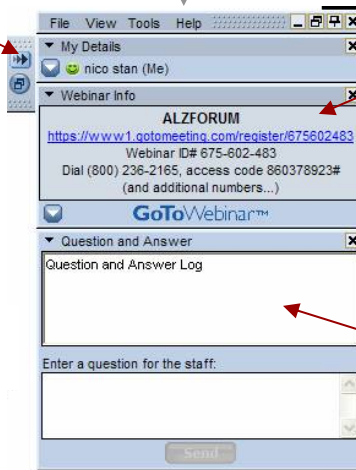 File View Tools Help
My Details
nico stan (Me)
Webinar Info
ALZFORUM
https://www1.gotomeeting.com/register/675602483
Webinar ID# 675-602-483
Dial (800) 236-2165, access code 860378923#
(and additional numbers...)
GoToWebinar™
Question and Answer
Question and Answer Log
Enter a question for the staff:
Send